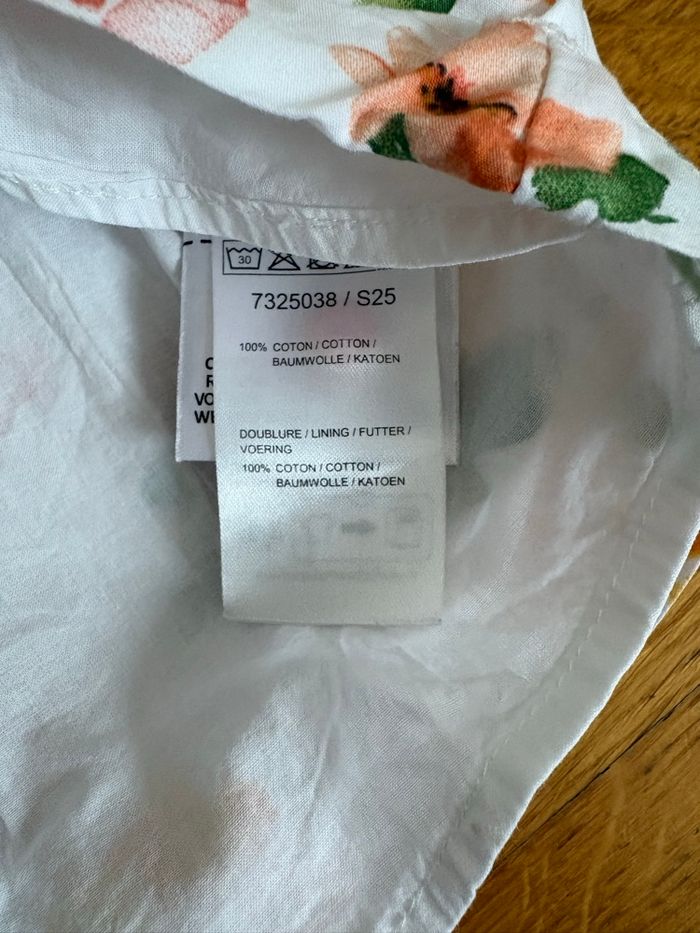 30
7325038 / S25
100% COTON / COTTON /
BAUMWOLLE / KATOEN
DOUBLURE / LINING / FUTTER /
VOERING
100% COTON / COTTON /
BAUMWOLLE / KATOEN